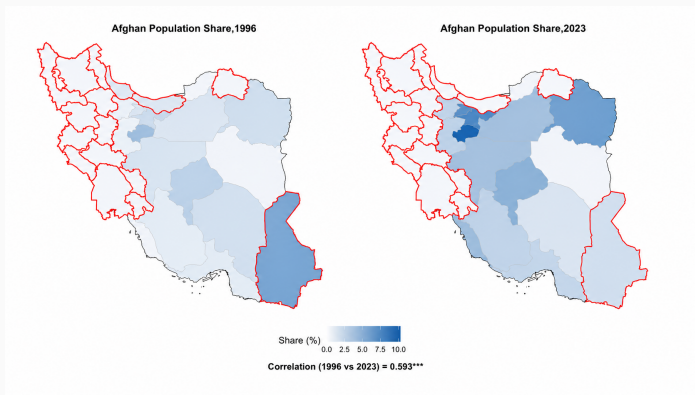 Afghan Population Share,1996
Afghan Population Share,2023
Share (%)
0.0 2.5 5.0 7.5 10.0
Correlation (1996 vs 2023) = 0.593***